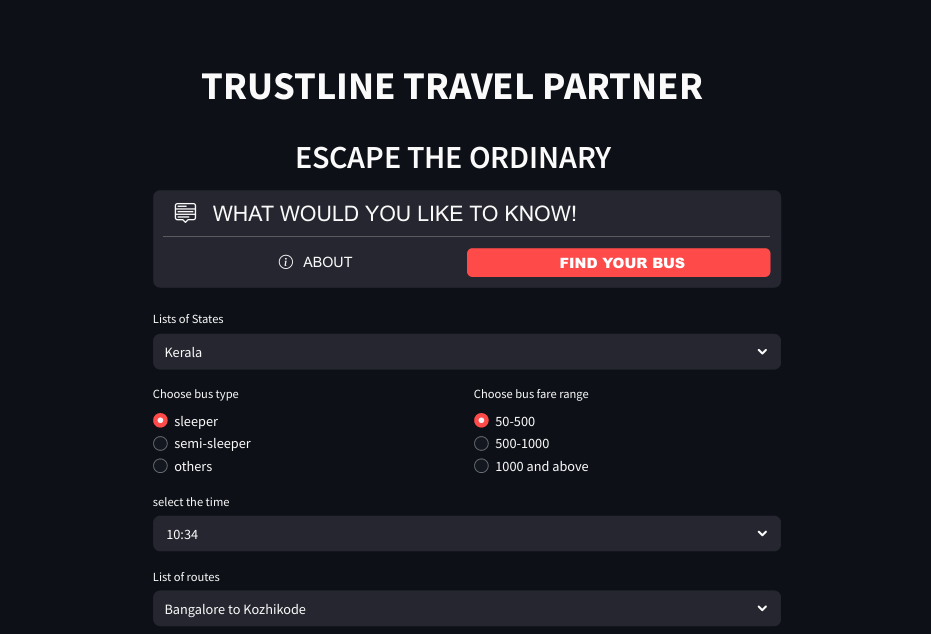 TRUSTLINE TRAVEL PARTNER
ESCAPE THE ORDINARY
WHAT WOULD YOU LIKE TO KNOW!
ABOUT
FIND YOUR BUS
Lists of States
Kerala
Choose bus type
Choose bus fare range
sleeper
50-500
semi-sleeper
500-1000
others
1000 and above
select the time
10:34
List of routes
Bangalore to Kozhikode